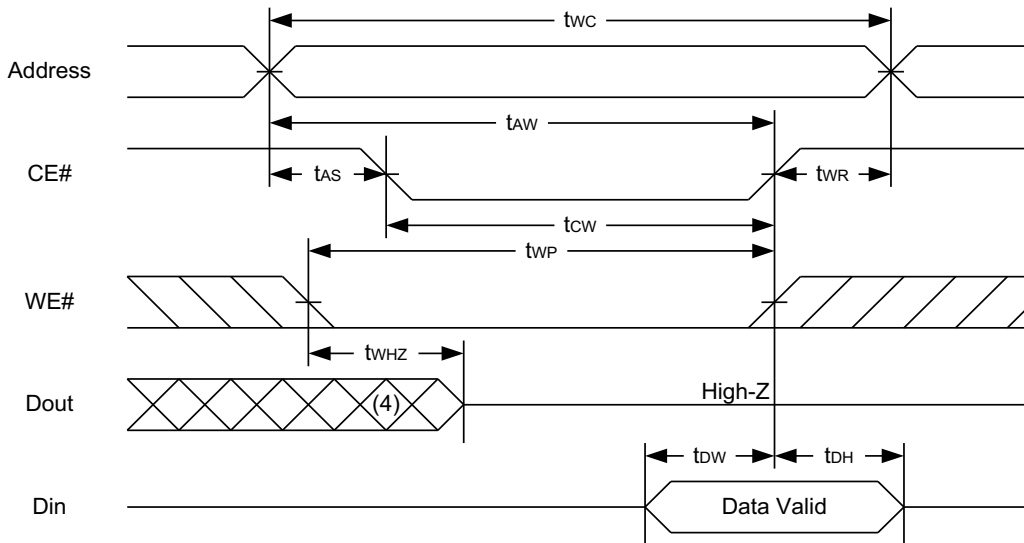 tWC
Address
tAW
CE#
tAS
tWR
tCW
tWP
WE#
tWHZ
Dout
(4)
High-Z
tDW
tDH
Din
Data Valid